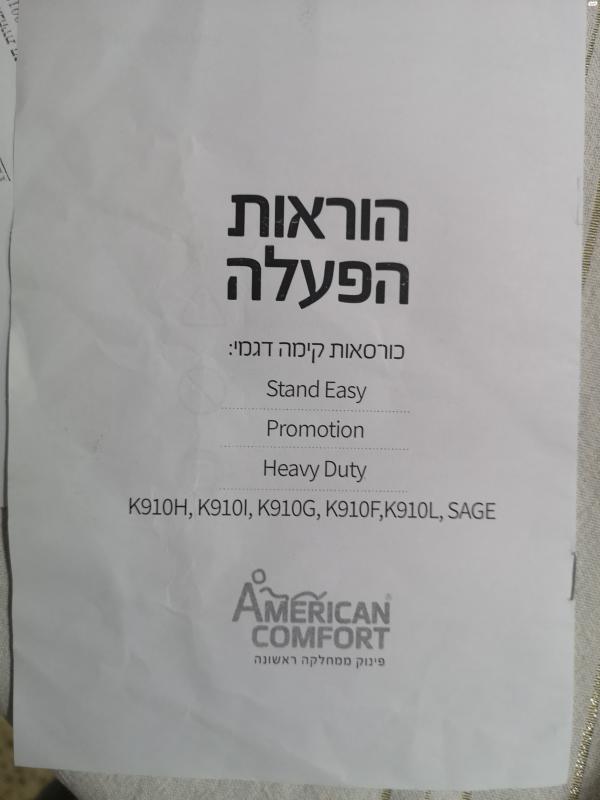 הוראות
הפעלה
כורסאות קימה דגמי:
Stand Easy
Promotion
Heavy Duty
K910H, K910I, K910G, K910F,K910L, SAGE
AMERICAN®
COMFORT
פינוק ממחלקה ראשונה